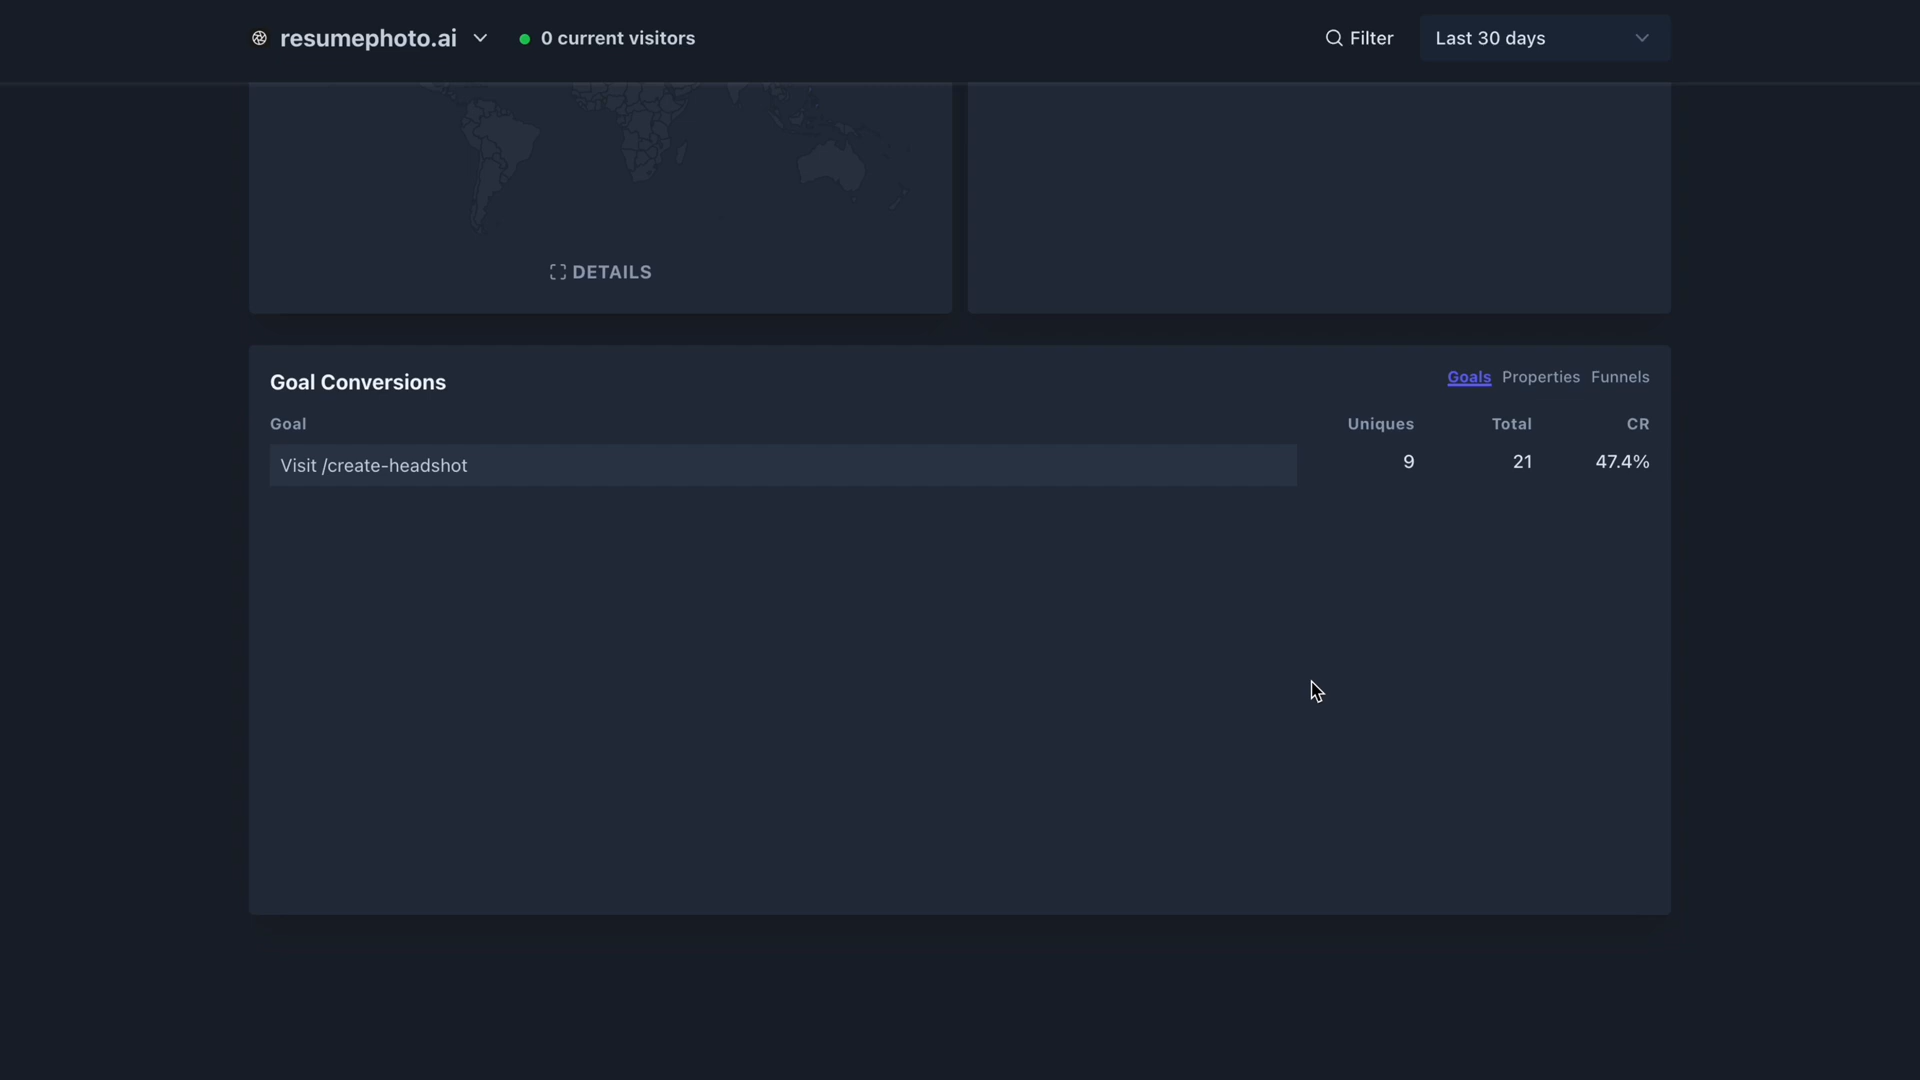 resumephoto.ai
0 current visitors
Filter
Last 30 days
DETAILS
Goal Conversions
Goals Properties Funnels
Goal Uniques Total CR
Visit /create-headshot 9 21 47.4%